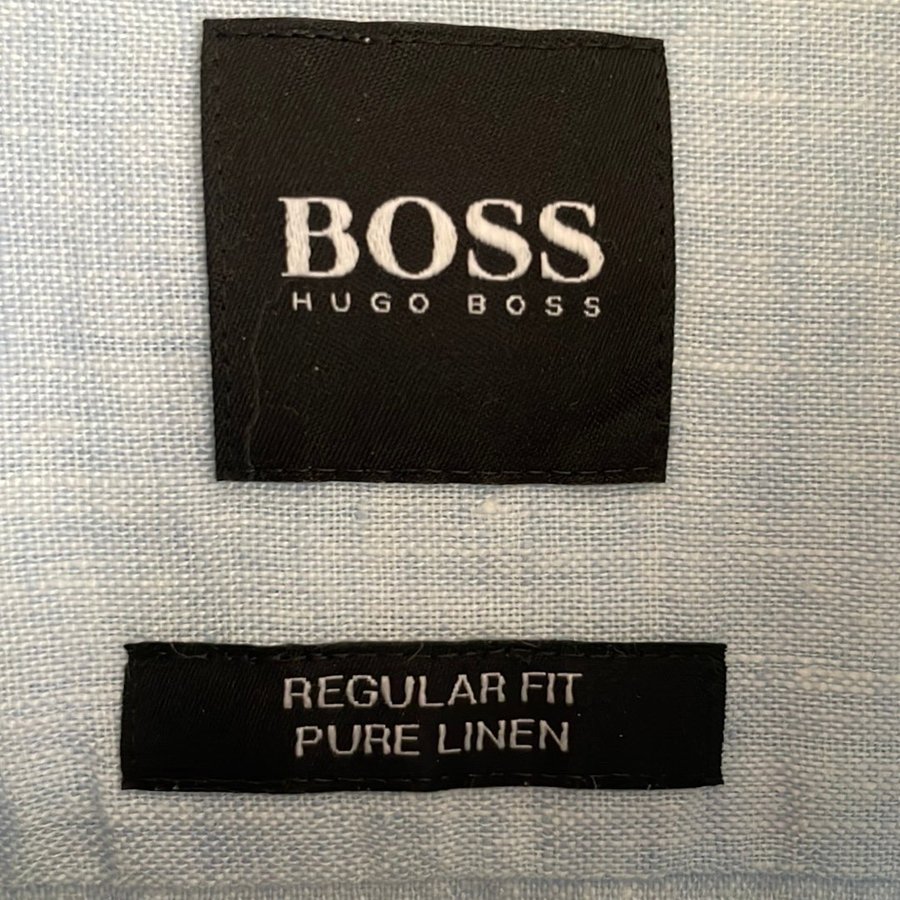 BOSS
HUGO BOSS
REGULAR FIT
PURE LINEN